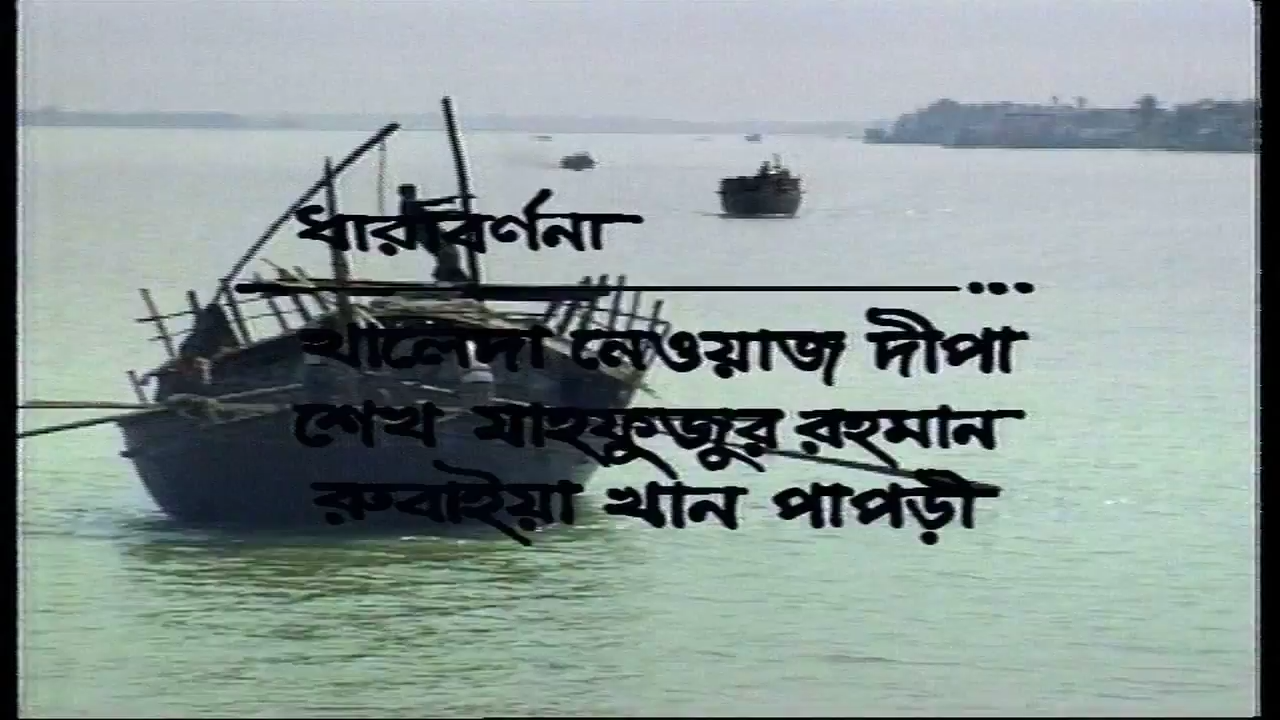 ধারাবর্ণনা
খালেদা নেওয়াজ দীপা
শেখ মাহফুজুর রহমান
রুবাইয়া খান পাপড়ী